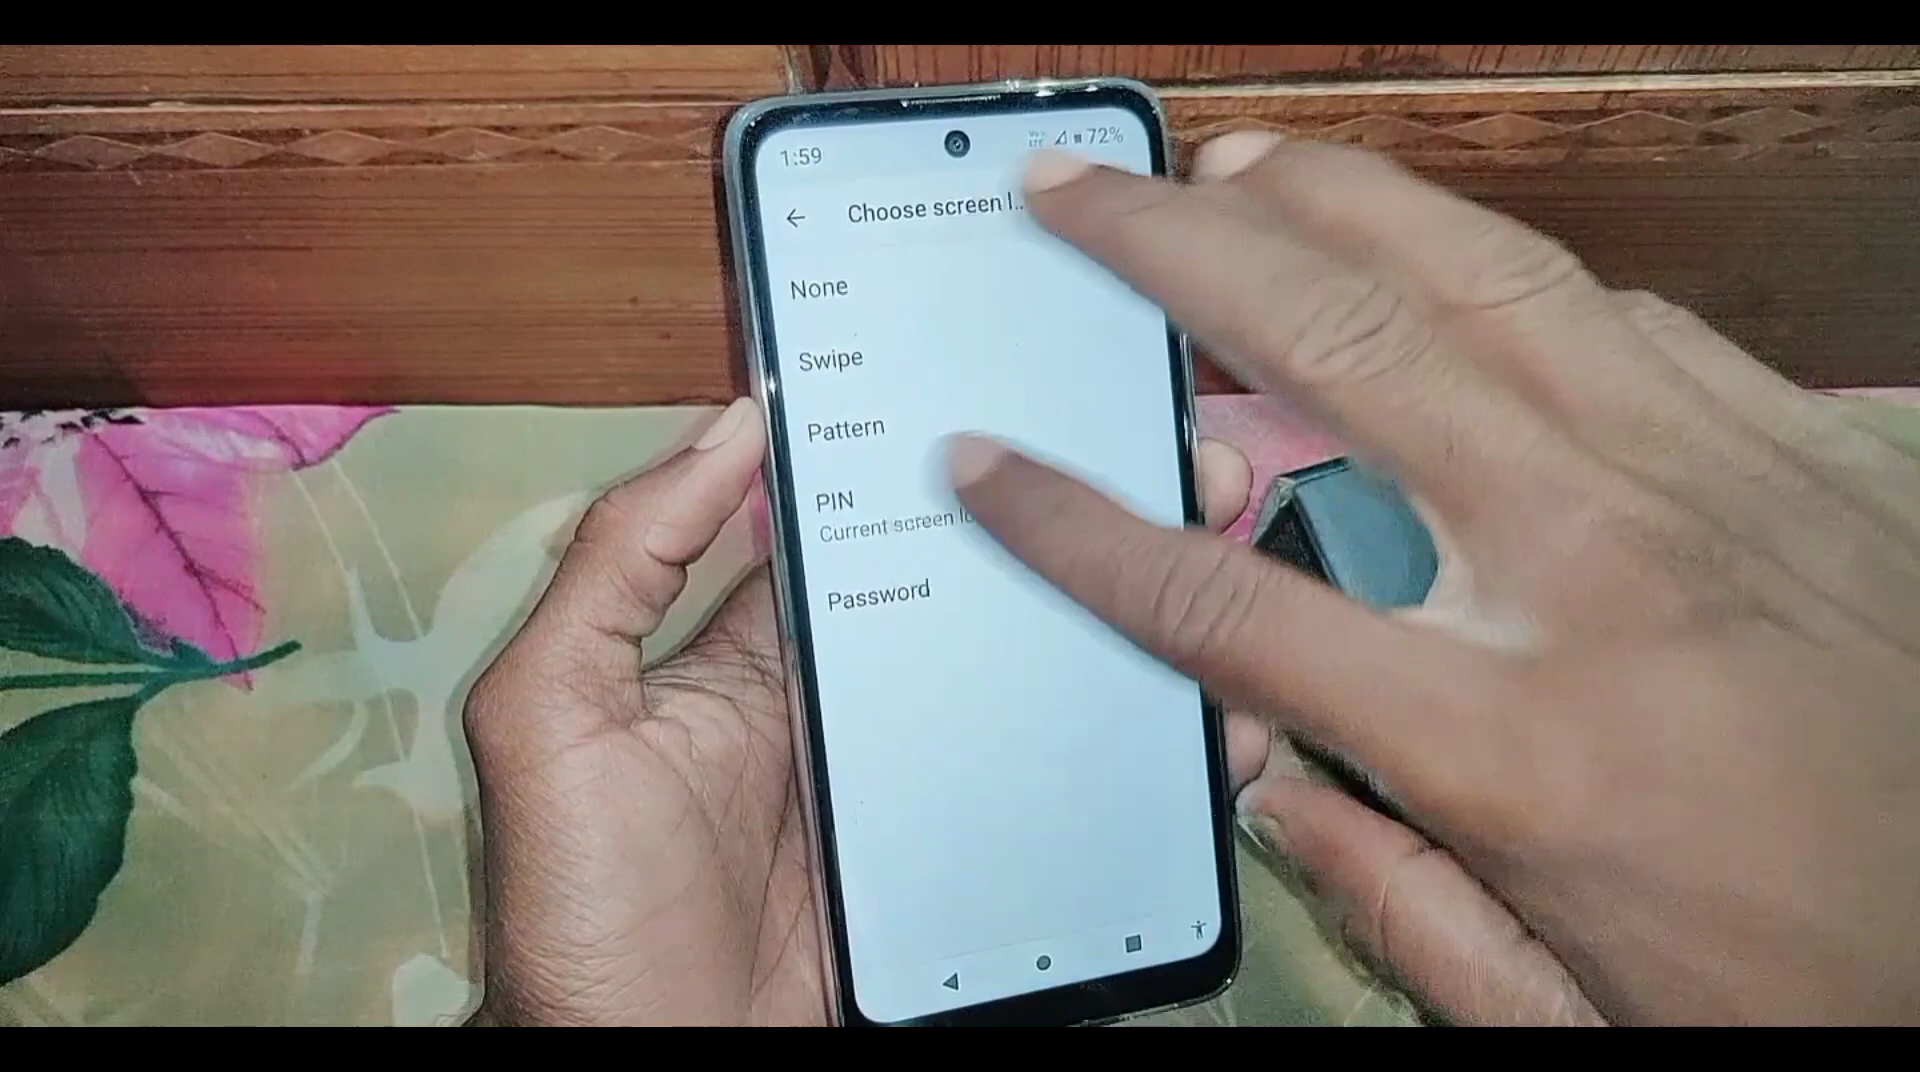 1:59 72%
Choose screen l..
None
Swipe
Pattern
PIN
Current screen
Password